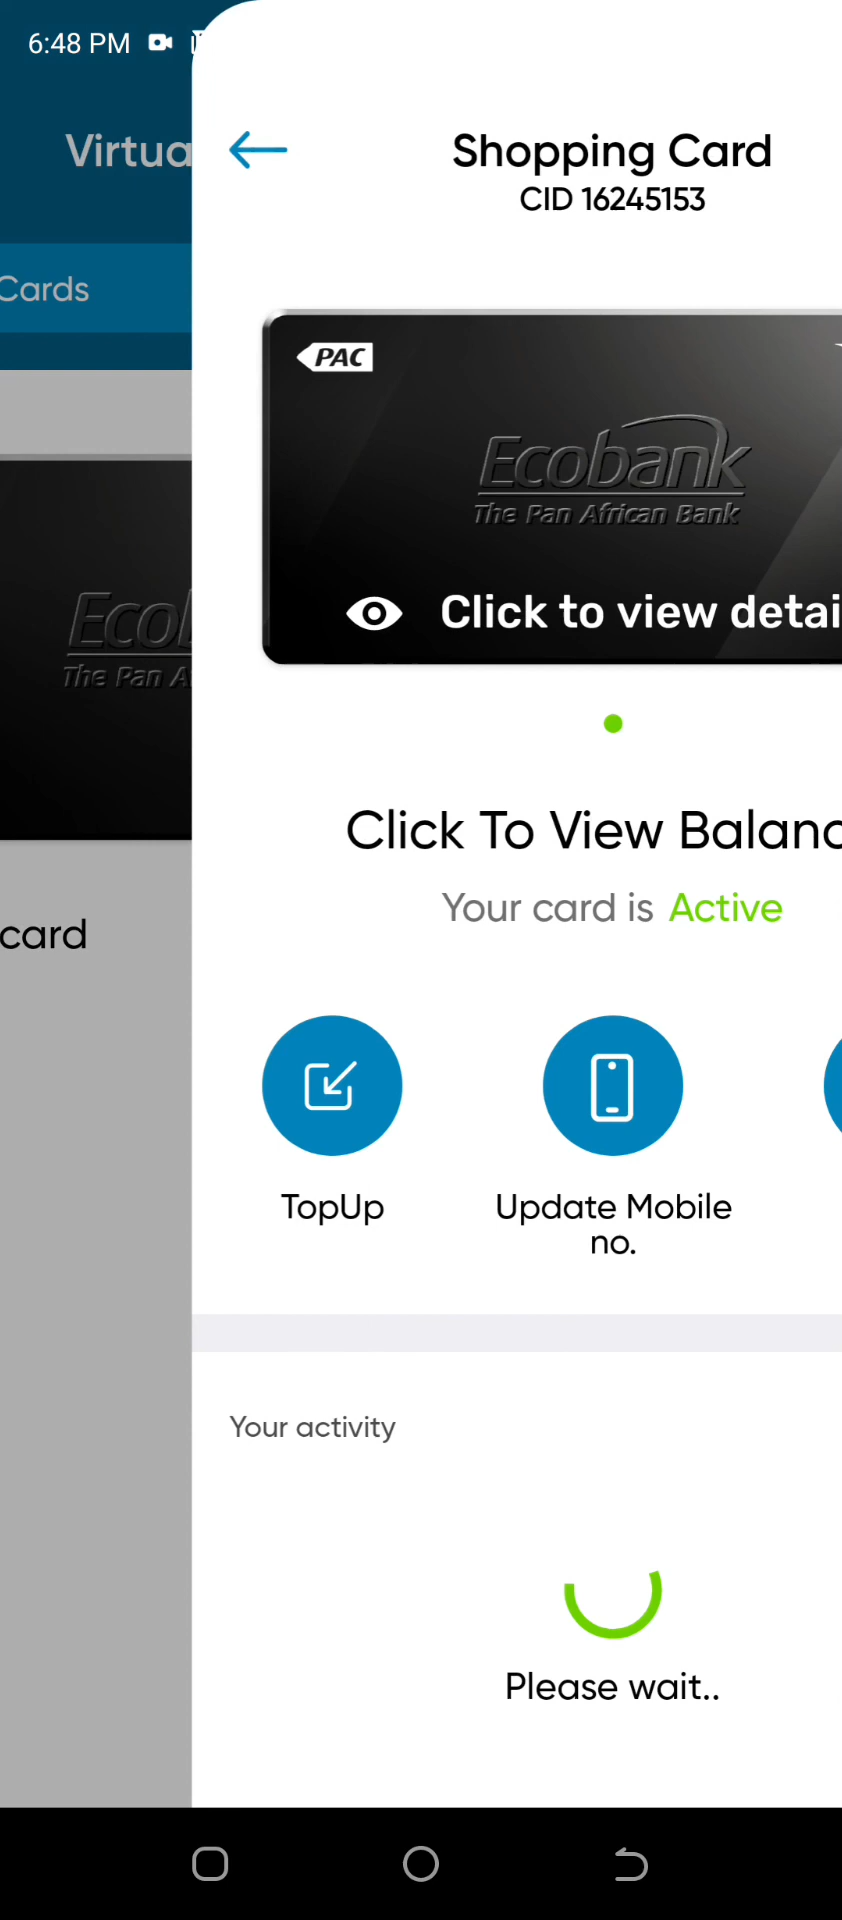 6:48 PM
Virtua
Shopping Card
CID 16245153
Cards
PAC
Ecobank
The Pan African Bank
Click to view detai
Ecob
The Pan A
Click To View Balanc
Your card is Active
card
TopUp
Update Mobile
no.
Your activity
Please wait..